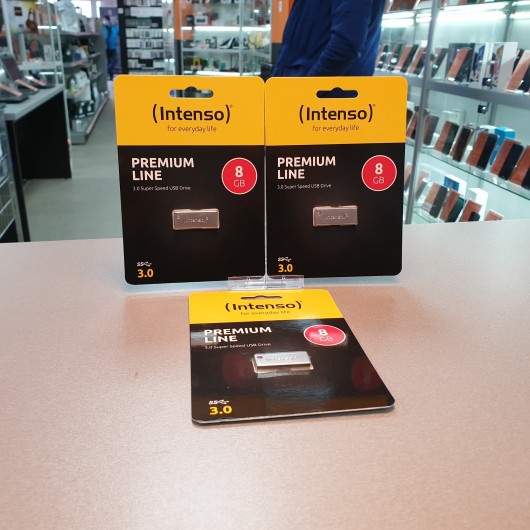 (Intenso)®
for everyday life
PREMIUM
LINE
8
GB
3.0 Super Speed USB Drive
3.0
(Intenso)®
for everyday life
PREMIUM
LINE
8
GB
3.0 Super Speed USB Drive
3.0
(Intenso)®
for everyday life
PREMIUM
LINE
8
GB
3.0 Super Speed USB Drive
3.0